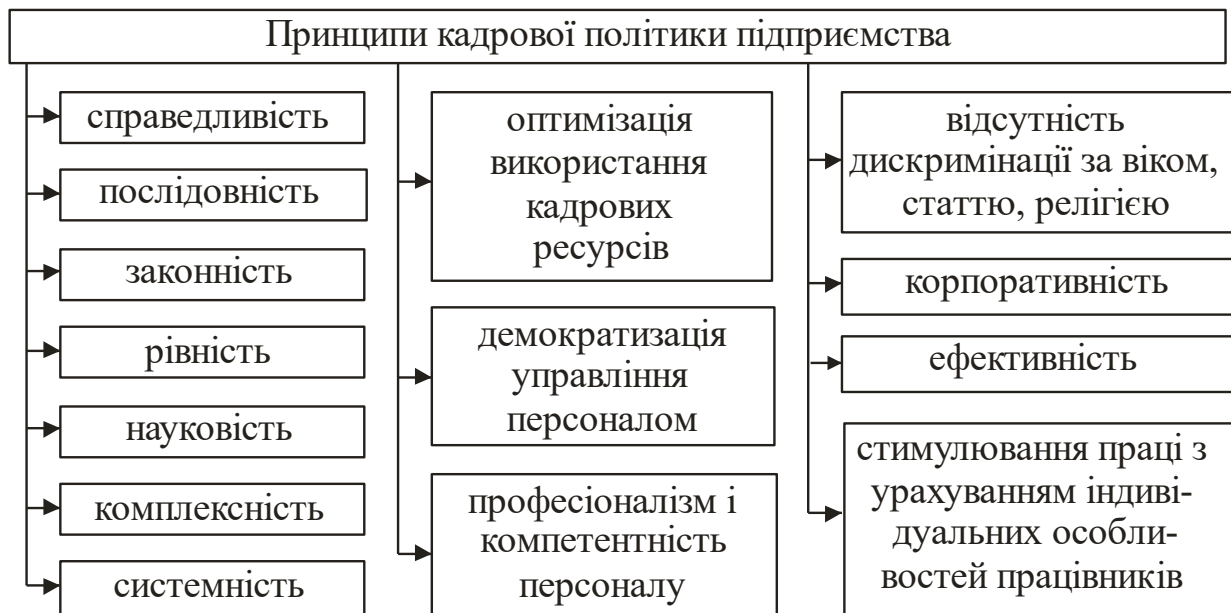 Принципи кадрової політики підприємства
справедливість
послідовність
законність
рівність
науковість
комплексність
системність
оптимізація
використання
кадрових
ресурсів
демократизація
управління
персоналом
професіоналізм і
компетентність
персоналу
відсутність
дискримінації за віком,
статтю, релігією
корпоративність
ефективність
стимулювання праці з
урахуванням індиві-
дуальних особли-
востей працівників